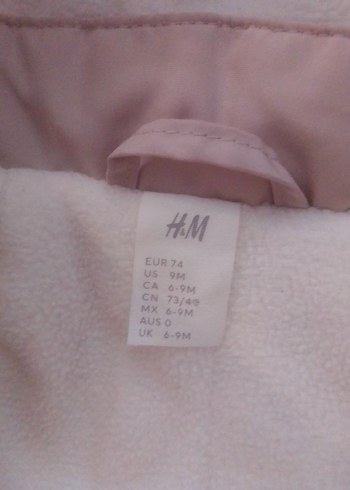 H&M
EUR 74
US 9M
CA 6-9M
CN 73/48
MX 6-9M
AUS 0
UK 6-9M